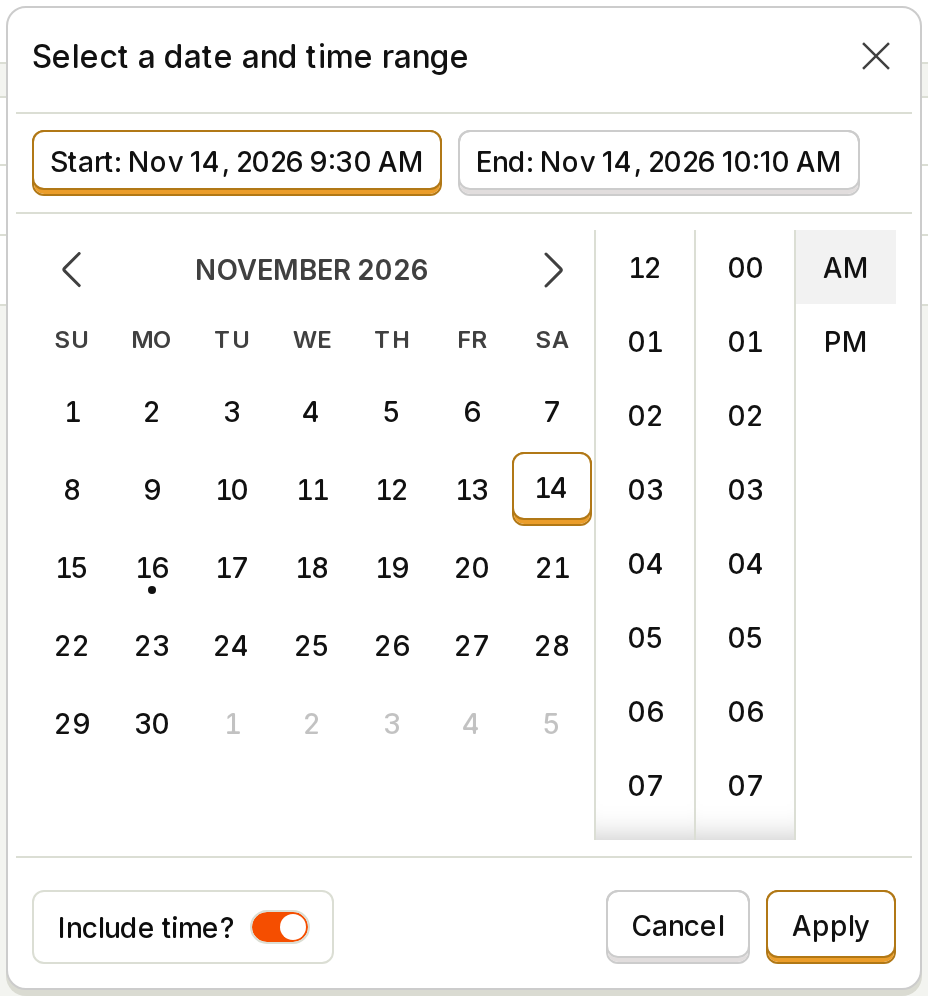 Select a date and time range
Start: Nov 14, 2026 9:30 AM End: Nov 14, 2026 10:10 AM
NOVEMBER 2026
SU MO TU WE TH FR SA
1 2 3 4 5 6 7
8 9 10 11 12 13 14
15 16 17 18 19 20 21
22 23 24 25 26 27 28
29 30 1 2 3 4 5
12 00 AM
01 01 PM
02 02
03 03
04 04
05 05
06 06
07 07
Include time? Cancel Apply